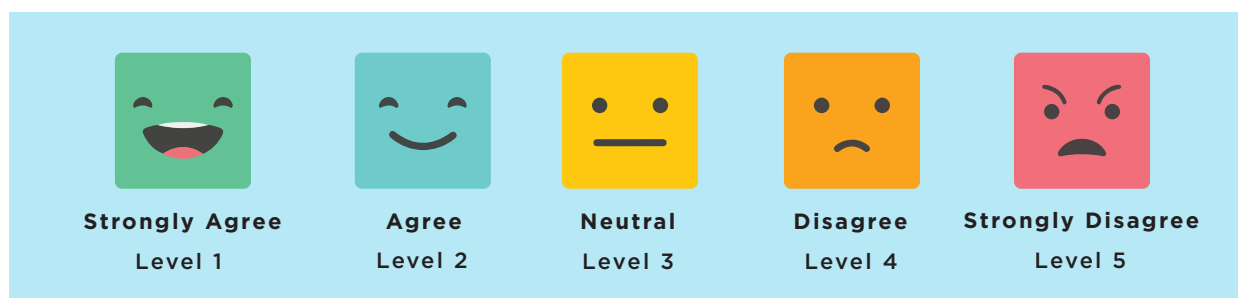 Strongly Agree
Level 1
Agree
Level 2
Neutral
Level 3
Disagree
Level 4
Strongly Disagree
Level 5